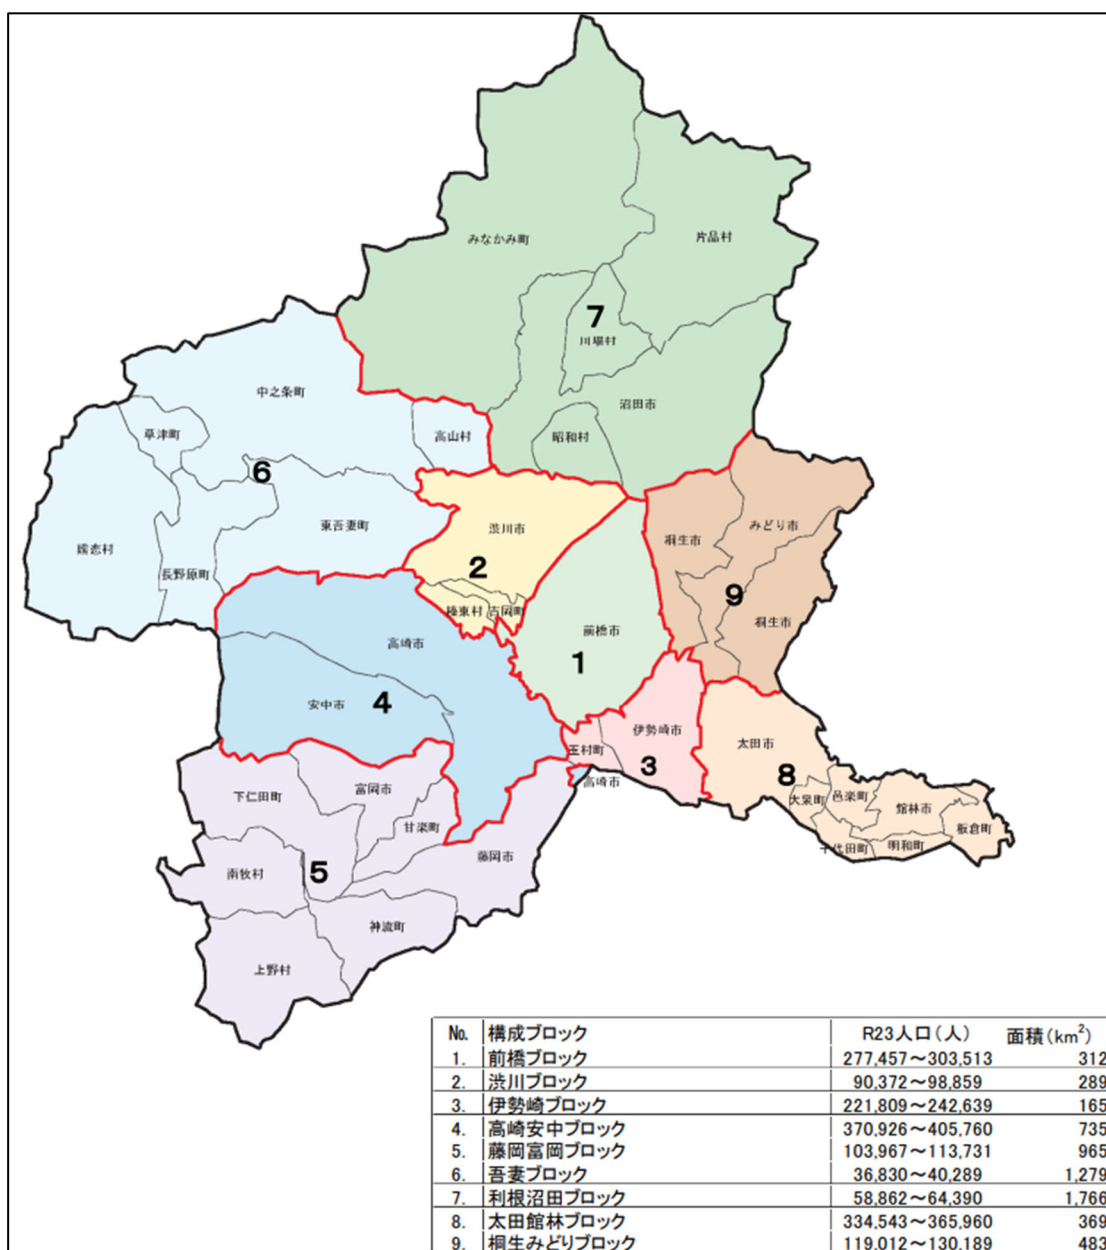 みなかみ町
片品村
7
川場村
中之条町
沼田市
草津町
高山村
昭和村
6
東吾妻町
渋川市
みどり市
桐生市
嬬恋村
長野原町
2
9
榛東村
吉岡町
前橋市
桐生市
高崎市
1
安中市
4
伊勢崎市
太田市
玉村町
3
8
高崎市
下仁田町
富岡市
大泉町
邑楽町
館林市
板倉町
甘楽町
千代田町
明和町
藤岡市
南牧村
5
神流町
上野村
No. 構成ブロック R23人口(人) 面積(km²)
1. 前橋ブロック 277,457～303,513 312
2. 渋川ブロック 90,372～98,859 289
3. 伊勢崎ブロック 221,809～242,639 165
4. 高崎安中ブロック 370,926～405,760 735
5. 藤岡富岡ブロック 103,967～113,731 965
6. 吾妻ブロック 36,830～40,289 1,279
7. 利根沼田ブロック 58,862～64,390 1,766
8. 太田館林ブロック 334,543～365,960 369
9. 桐生みどりブロック 119,012～130,189 483